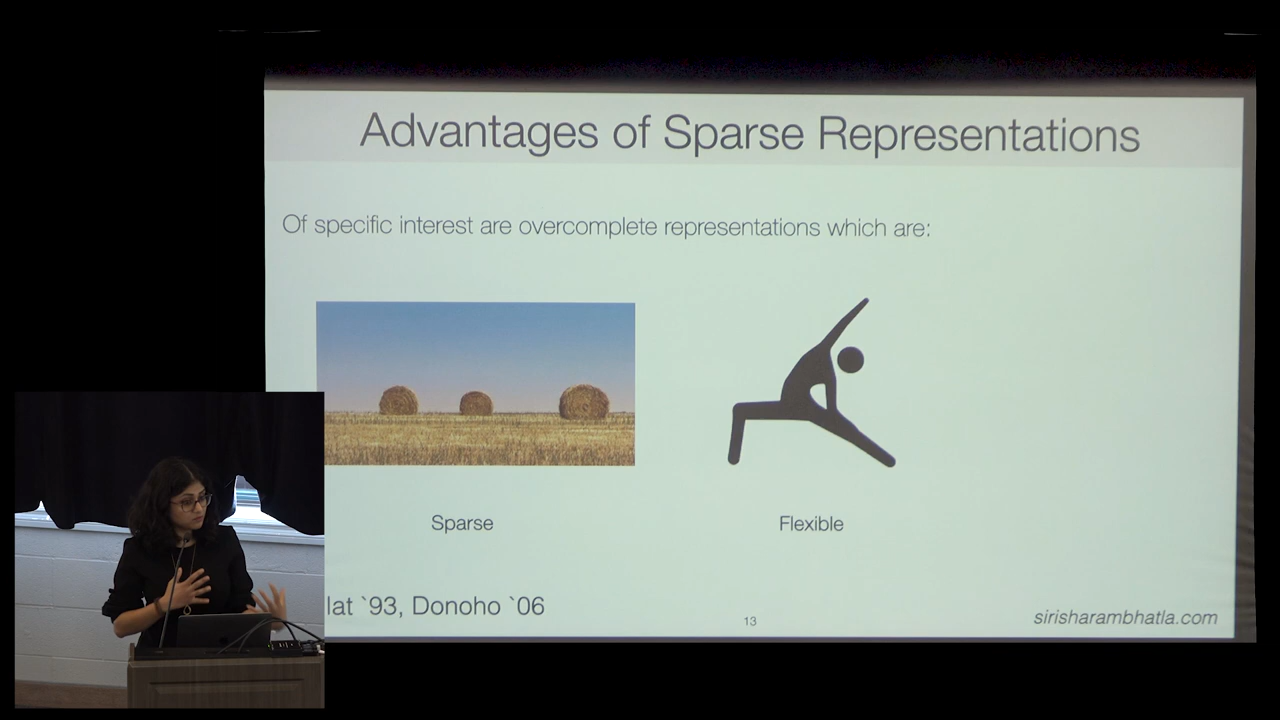 Advantages of Sparse Representations
Of specific interest are overcomplete representations which are:
Sparse
Flexible
lat `93, Donoho `06
13
sirisharambhatla.com